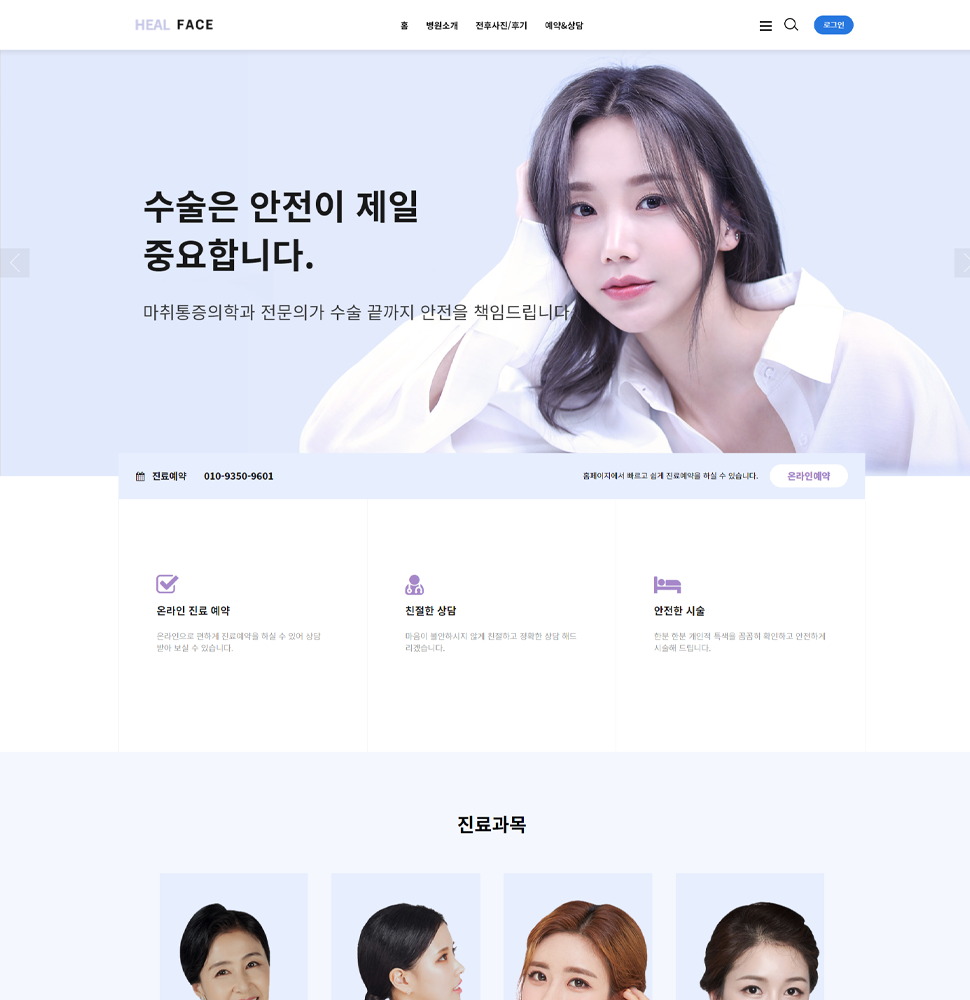 HEAL FACE
홈 병원소개 전후사진/후기 예약&상담
로그인
수술은 안전이 제일
중요합니다.
마취통증의학과 전문의가 수술 끝까지 안전을 책임드립니다
진료예약 010-9350-9601
홈페이지에서 빠르고 쉽게 진료예약을 하실 수 있습니다.
온라인예약
온라인 진료 예약
온라인으로 편하게 진료예약을 하실 수 있어 상담
받아 보실 수 있습니다.
친절한 상담
마음이 불안하시지 않게 친절하고 정확한 상담 해드
리겠습니다.
안전한 시술
한분 한분 개인적 특색을 꼼꼼히 확인하고 안전하게
시술해 드립니다.
진료과목